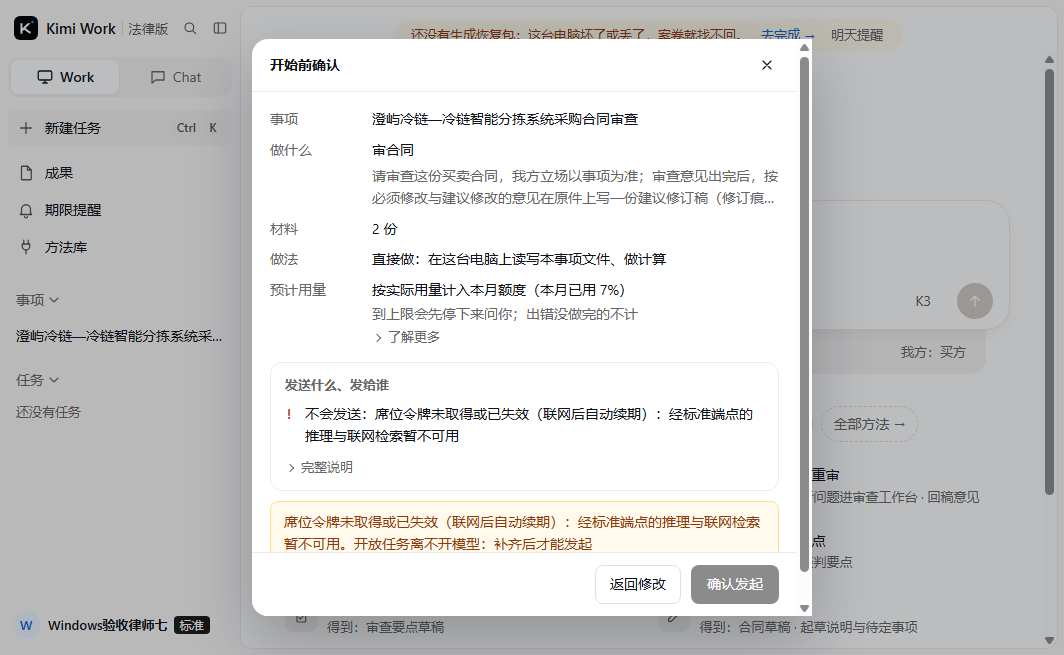 Kimi Work 法律版
Work
Chat
新建任务 Ctrl K
成果
期限提醒
方法库
事项
澄屿冷链—冷链智能分拣系统采...
任务
还没有任务
Windows验收律师七 标准
还没有生成恢复包：这台电脑坏了或丢了，案卷就找不回。 去完成 → 明天提醒
开始前确认
事项 澄屿冷链—冷链智能分拣系统采购合同审查
做什么 审合同
请审查这份买卖合同，我方立场以事项为准；审查意见出完后，按
必须修改与建议修改的意见在原件上写一份建议修订稿（修订痕...
材料 2 份
做法 直接做：在这台电脑上读写本事项文件、做计算
预计用量 按实际用量计入本月额度（本月已用 7%）
到上限会先停下来问你；出错没做完的不计
了解更多
发送什么、发给谁
! 不会发送：席位令牌未取得或已失效（联网后自动续期）：经标准端点的
推理与联网检索暂不可用
完整说明
席位令牌未取得或已失效（联网后自动续期）：经标准端点的推理与联网检索
暂不可用。开放任务离不开模型：补齐后才能发起
返回修改
确认发起
K3
我方：买方
全部方法 →
重审
问题进审查工作台 · 回稿意见
点
判要点
得到：审查要点草稿
得到：合同草稿 · 起草说明与待定事项